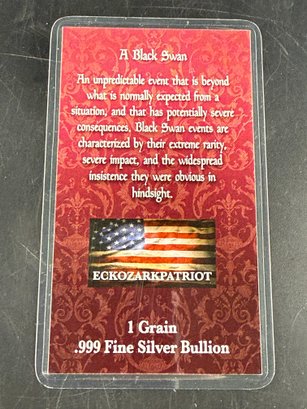 A Black Swan
An unpredictable event that is beyond
what is normally expected from a
situation, and that has potentially severe
consequences. Black Swan events are
characterized by their extreme rarity,
severe impact, and the widespread
insistence they were obvious in
hindsight.
ECKOZARKPATRIOT
1 Grain
.999 Fine Silver Bullion